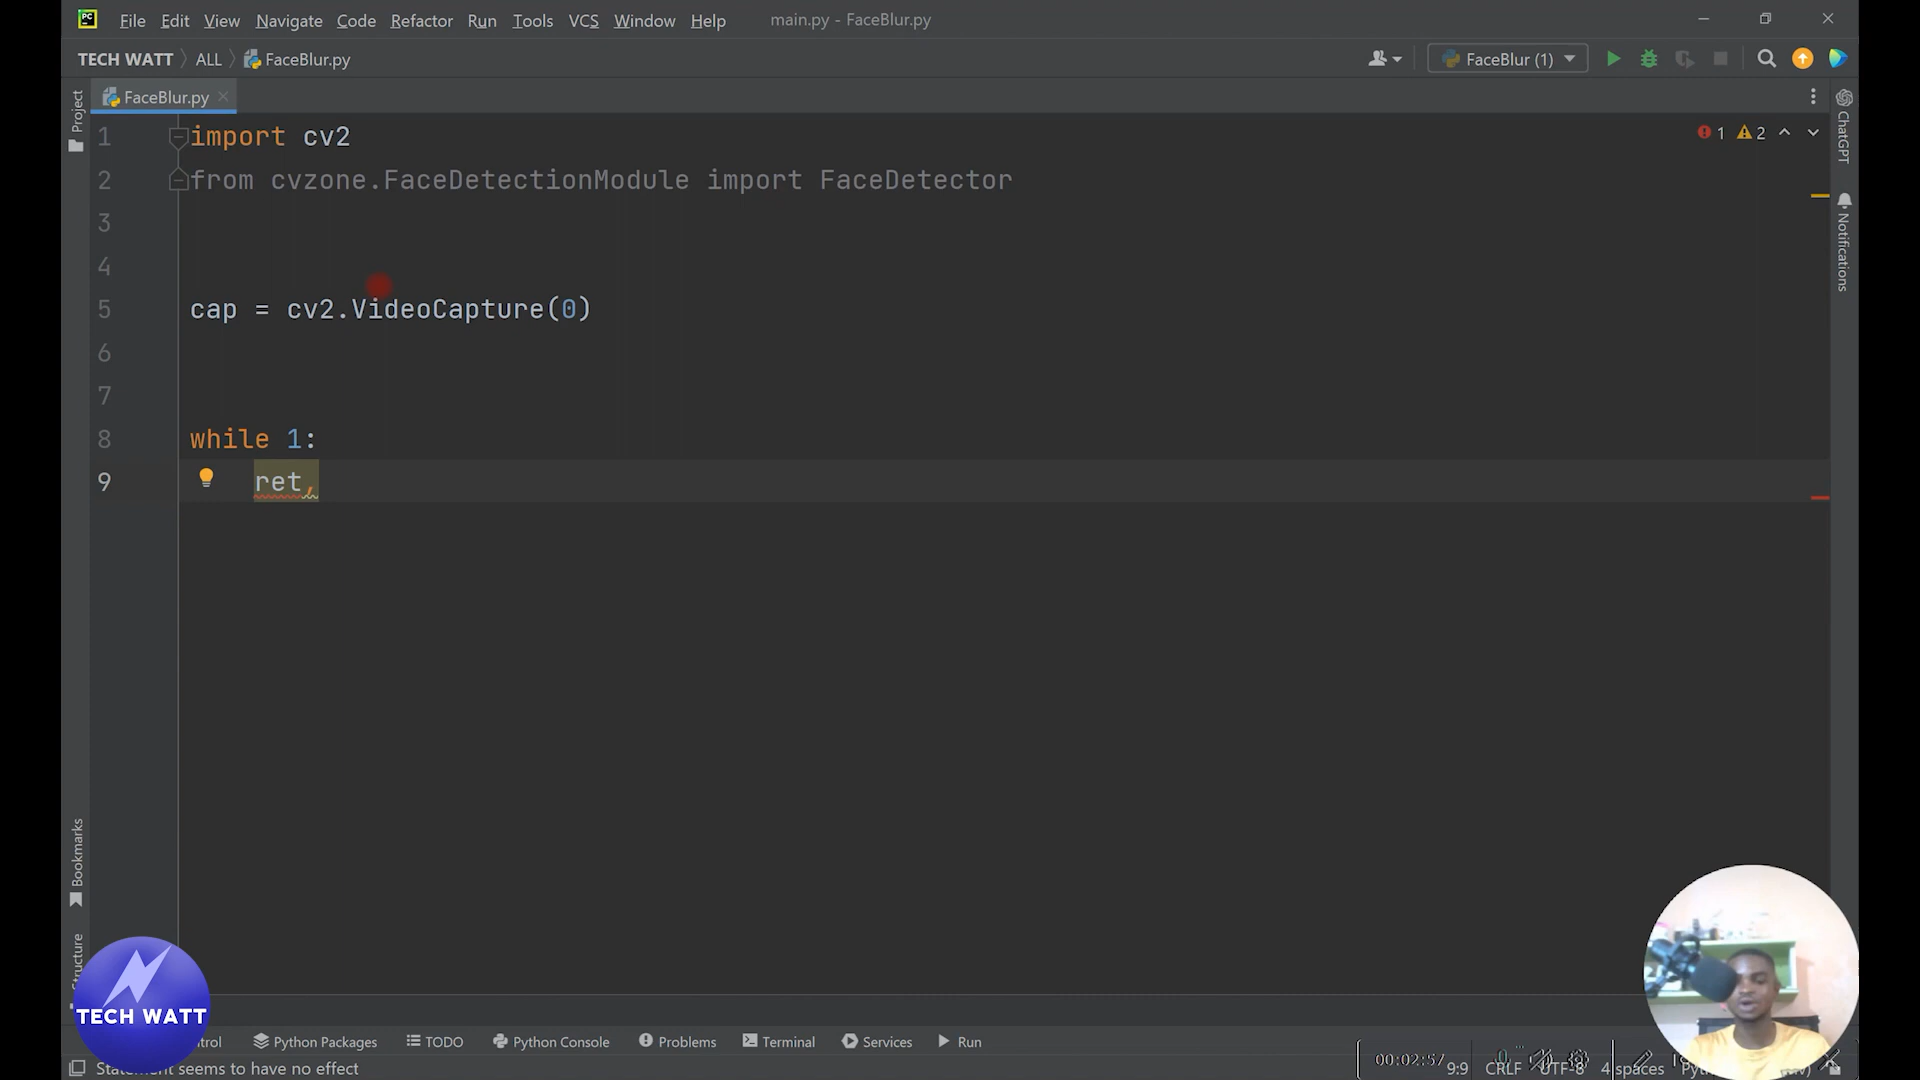 File Edit View Navigate Code Refactor Run Tools VCS Window Help main.py - FaceBlur.py
TECH WATT ALL FaceBlur.py FaceBlur (1)
FaceBlur.py
Project
1 import cv2
2 from cvzone.FaceDetectionModule import FaceDetector
3
4
5 cap = cv2.VideoCapture(0)
6
7
8 while 1:
9 ret,
1 2
ChatGPT
Notifications
Bookmarks
Structure
TECH WATT
Python Packages TODO Python Console Problems Terminal Services Run
seems to have no effect
00:02:57 9:9 CRLF UTF-8 4 spaces